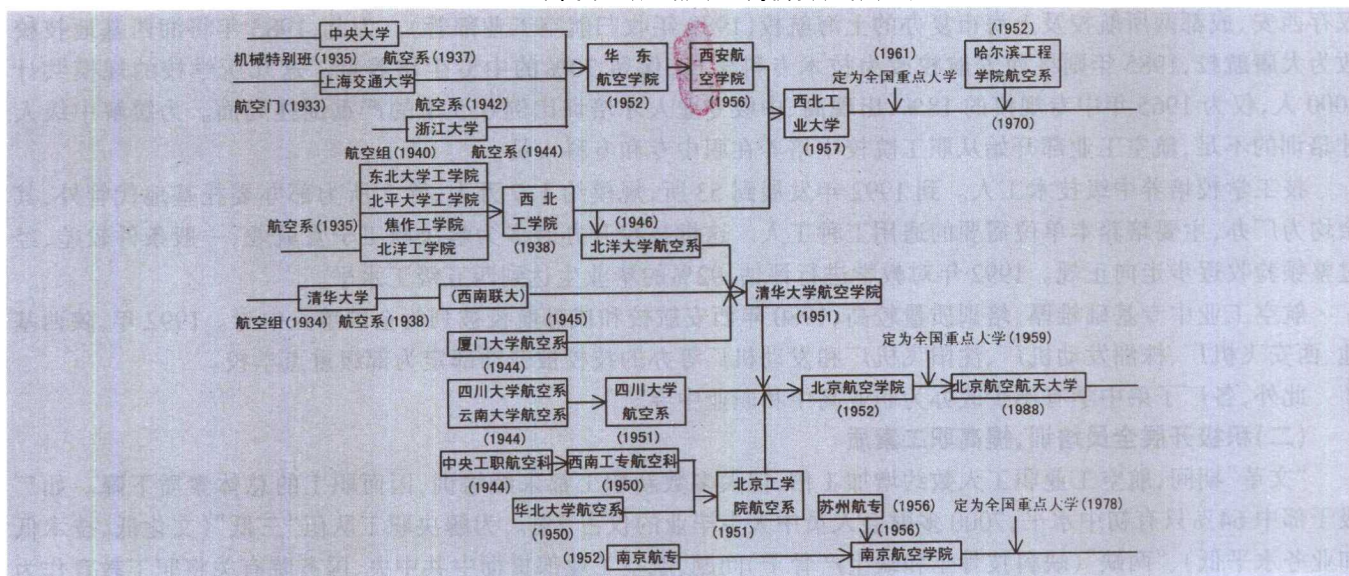 中央大学
机械特别班(1935) 航空系(1937)
上海交通大学
航空门(1933) 航空系(1942)
浙江大学
航空组(1940) 航空系(1944)
华东
航空学院
(1952)
西安航
空学院
(1956)
西北工
业大学
(1957)
(1961)
定为全国重点大学
(1952)
哈尔滨工程
学院航空系
(1970)
东北大学工学院
北平大学工学院
航空系(1935)
焦作工学院
北洋工学院
西北
工学院
(1938)
(1946)
北洋大学航空系
清华大学
航空组(1934) 航空系(1938)
(西南联大)
(1945)
厦门大学航空系
(1944)
清华大学航空学院
(1951)
四川大学航空系
云南大学航空系
(1944)
四川大学
航空系
(1951)
北京航空学院
(1952)
定为全国重点大学(1959)
北京航空航天大学
(1988)
中央工职航空科
(1944)
西南工专航空科
(1950)
华北大学航空系
(1950)
北京工学
院航空系
(1951)
苏州航专
(1956)
(1956)
(1952)
南京航专
南京航空学院
定为全国重点大学(1978)